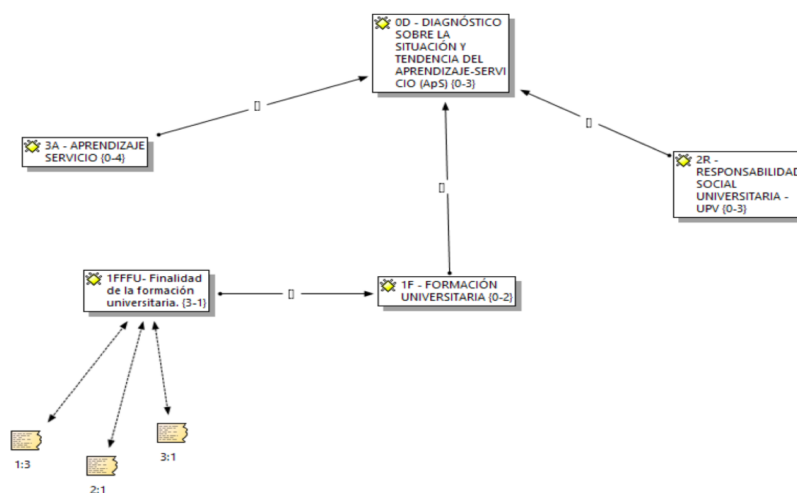 0D - DIAGNÓSTICO
SOBRE LA
SITUACIÓN Y
TENDENCIA DEL
APRENDIZAJE-SERVI
CIO (ApS) {0-3}
3A - APRENDIZAJE
SERVICIO {0-4}
2R -
RESPONSABILIDAD
SOCIAL
UNIVERSITARIA -
UPV {0-3}
1FFFU- Finalidad
de la formación
universitaria. {3-1}
1F - FORMACIÓN
UNIVERSITARIA {0-2}
1:3
2:1
3:1